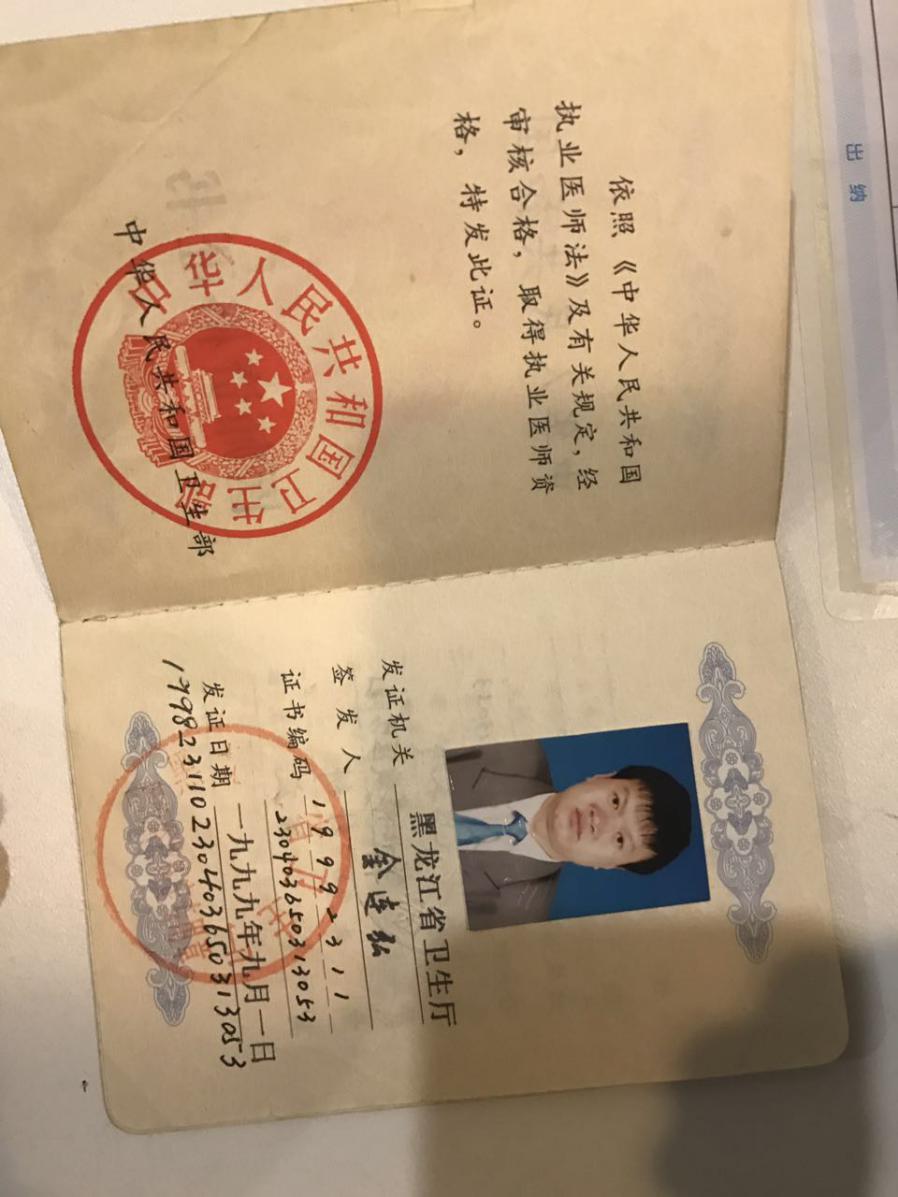 依照《中华人民共和国
执业医师法》及有关规定,经
审核合格,取得执业医师资
格,特发此证。
中华人民共和国卫生部
中华人民共和国卫生部
发证机关 黑龙江省卫生厅
签发人 金连弘
证书编码 19992311
230403650313053
发证日期 一九九九年九月一日
199823110230403650313053
出纳